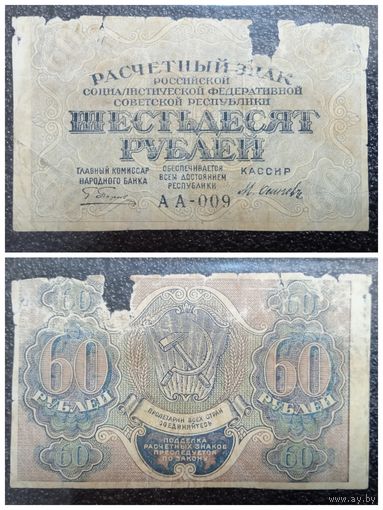 РАСЧЕТНЫЙ ЗНАК
РОССИЙСКОЙ
СОЦИАЛИСТИЧЕСКОЙ ФЕДЕРАТИВНОЙ
СОВЕТСКОЙ РЕСПУБЛИКИ
ШЕСТЬДЕСЯТ
РУБЛЕЙ
ГЛАВНЫЙ КОМИССАР
НАРОДНОГО БАНКА
ОБЕСПЕЧИВАЕТСЯ
ВСЕМ ДОСТОЯНИЕМ
РЕСПУБЛИКИ
КАССИР
АА-009
60
60
60
РУБЛЕЙ
60
РУБЛЕЙ
ПРОЛЕТАРИИ ВСЕХ СТРАН
СОЕДИНЯЙТЕСЬ
ПОДДЕЛКА
РАСЧЕТНЫХ ЗНАКОВ
ПРЕСЛЕДУЕТСЯ
ПО ЗАКОНУ
60
60
www.ay.by